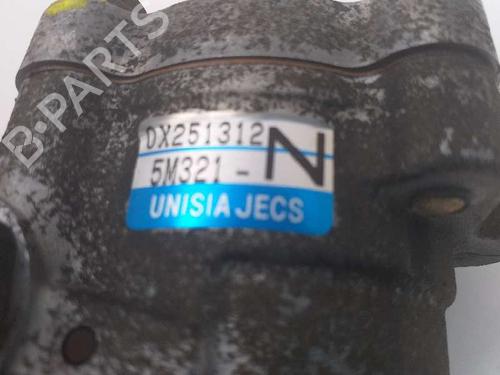 B-PARTS
DX251312
5M321- N
UNISIA JECS